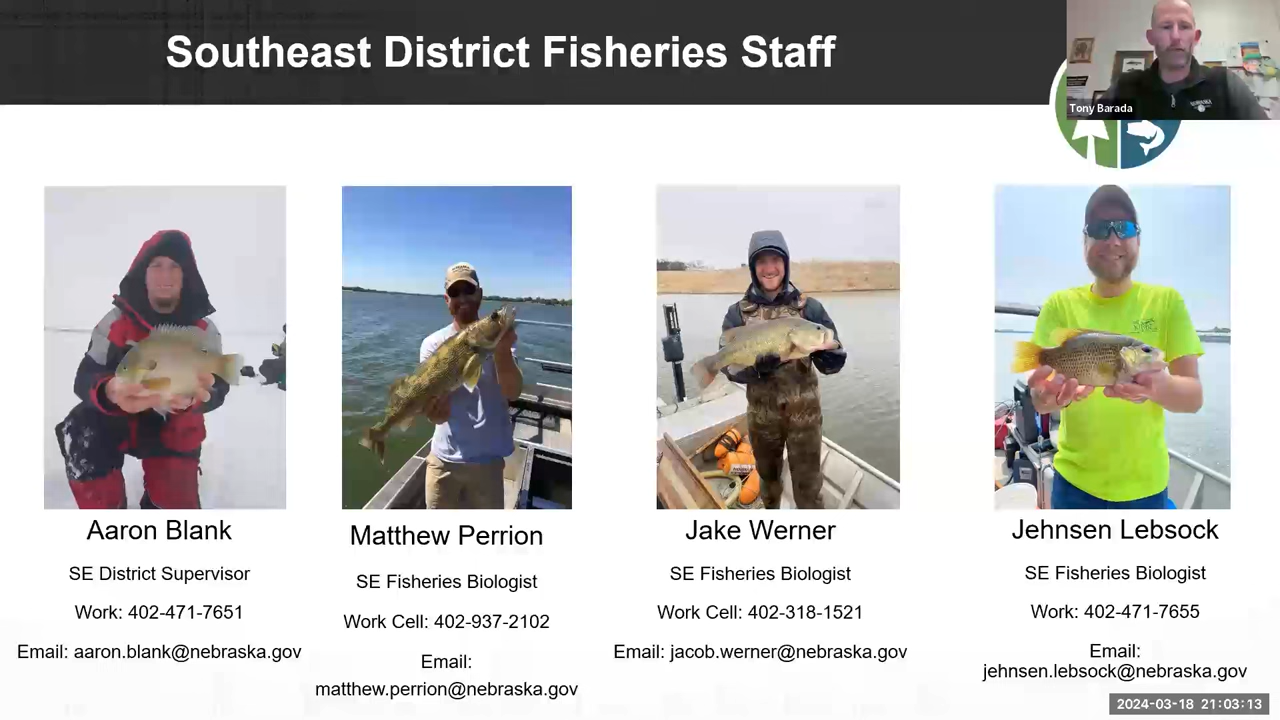 Southeast District Fisheries Staff
Tony Barada
Aaron Blank
SE District Supervisor
Work: 402-471-7651
Email: aaron.blank@nebraska.gov
Matthew Perrion
SE Fisheries Biologist
Work Cell: 402-937-2102
Email:
matthew.perrion@nebraska.gov
Jake Werner
SE Fisheries Biologist
Work Cell: 402-318-1521
Email: jacob.werner@nebraska.gov
Jehnsen Lebsock
SE Fisheries Biologist
Work: 402-471-7655
Email:
jehnsen.lebsock@nebraska.gov
2024-03-18 21:03:13